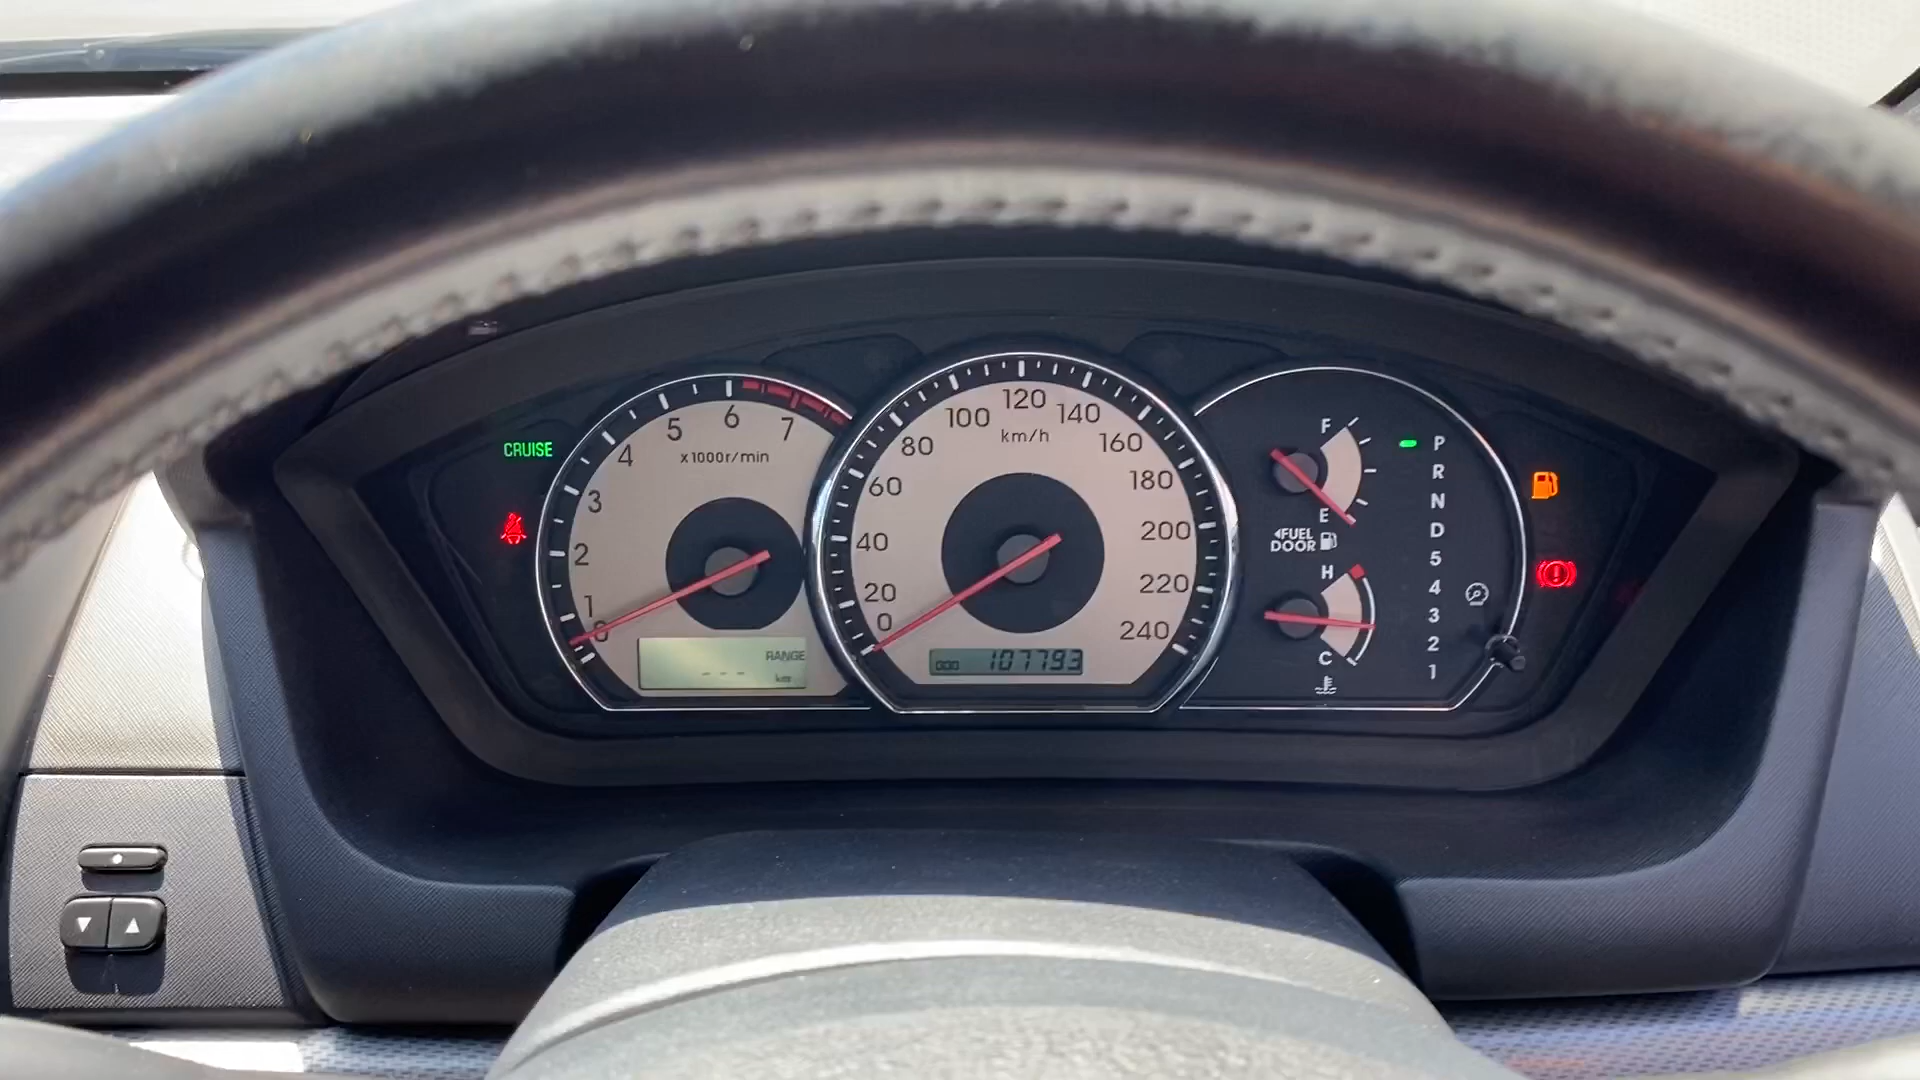 CRUISE
1 2 3 4 5 6 7
x1000r/min
0
RANGE
--- km
0 20 40 60 80 100 120 140 160 180 200 220 240
km/h
000 107793
F
E
FUEL
DOOR
H
C
P
R
N
D
5
4
3
2
1